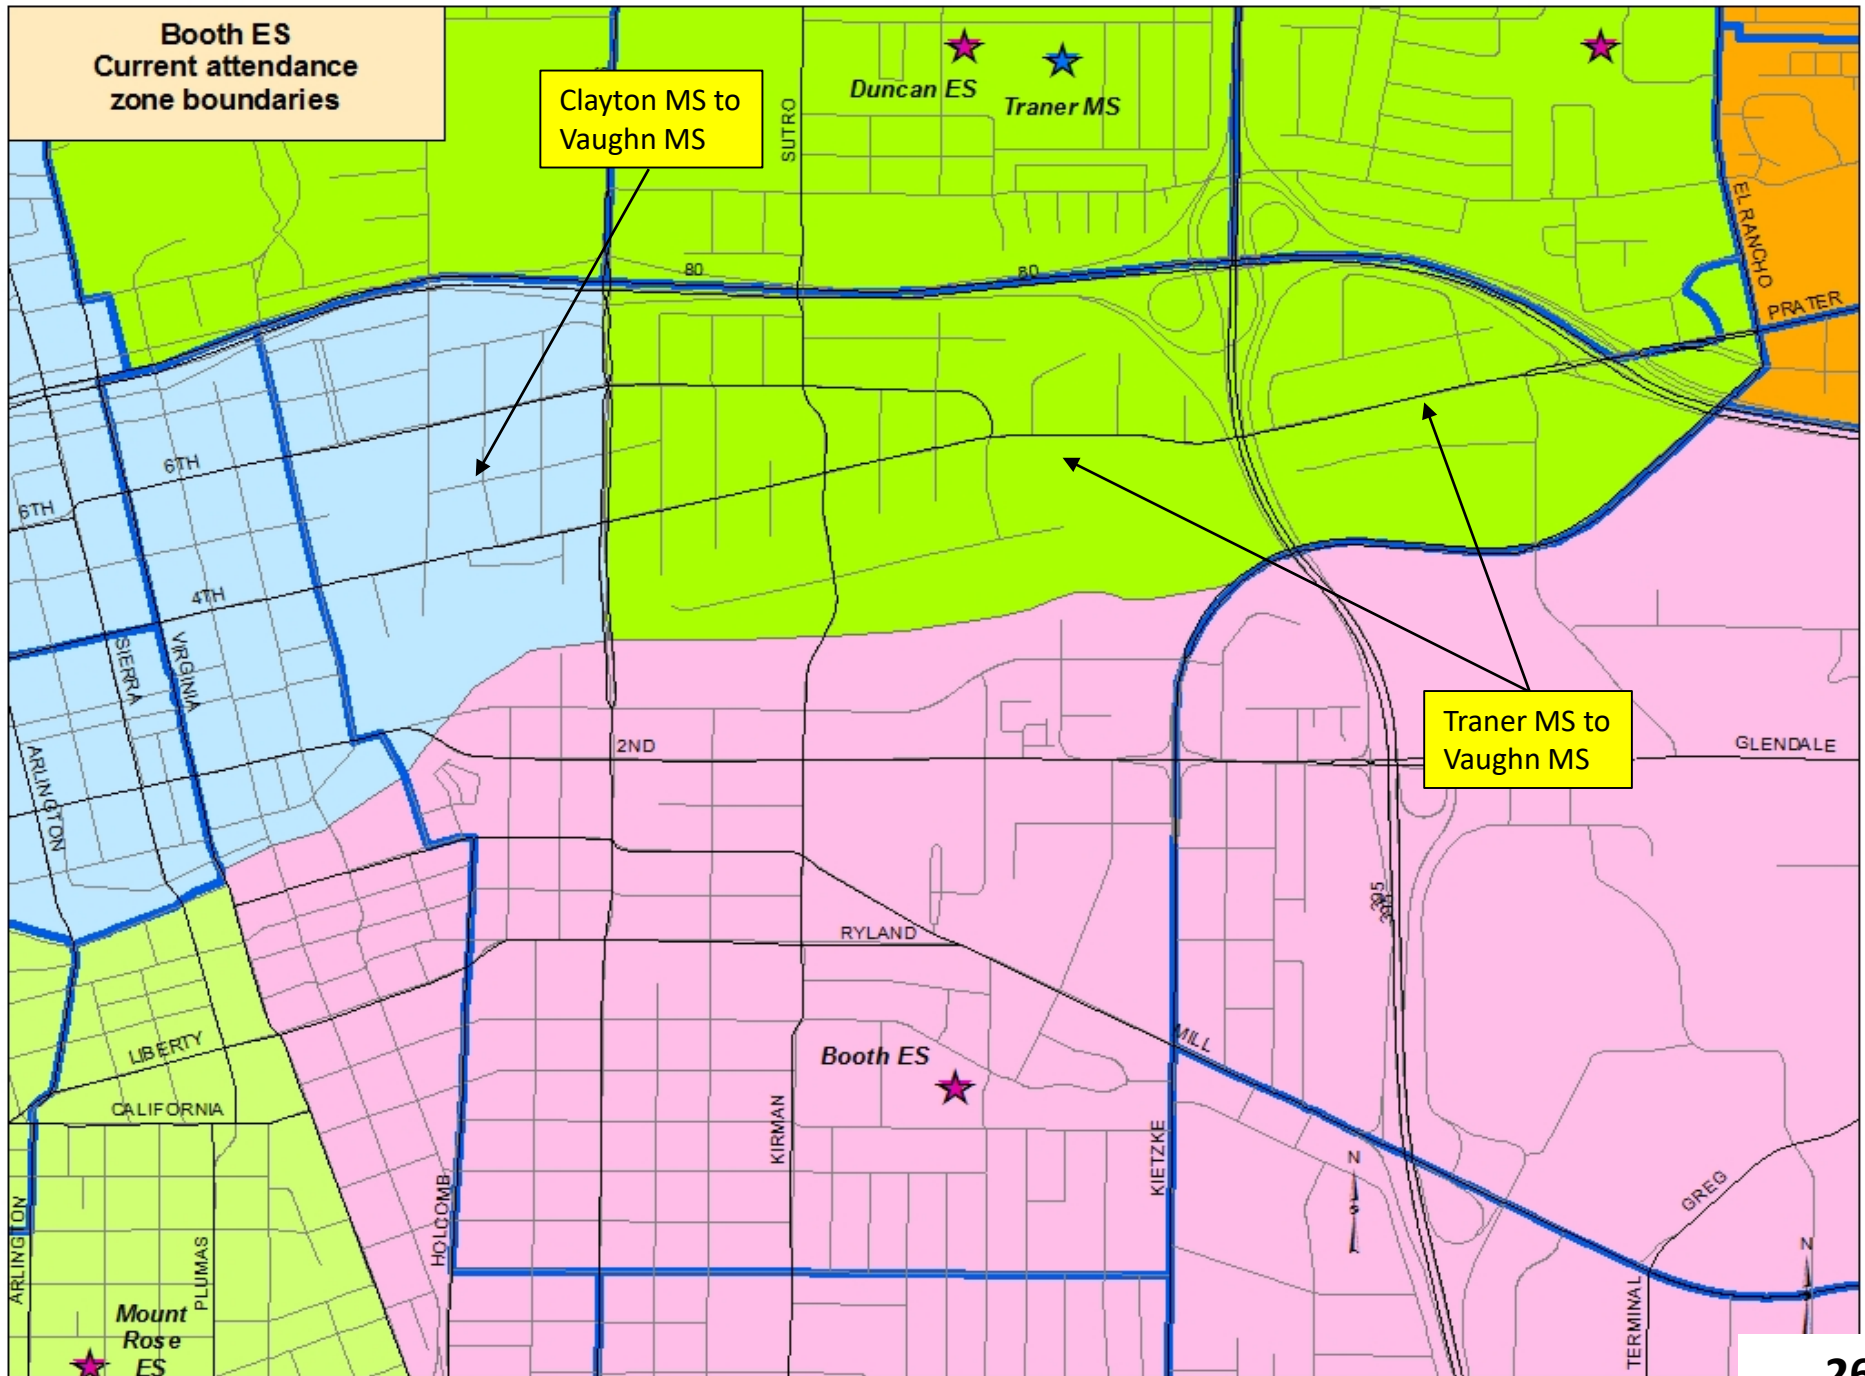 Booth ES
Current attendance
zone boundaries
Clayton MS to
Vaughn MS
SUTRO
Duncan ES
Traner MS
EL RANCHO
PRATER
80
80
6TH
6TH
4TH
SIERRA
VIRGINIA
ARLINGTON
2ND
Traner MS to
Vaughn MS
GLENDALE
395
RYLAND
LIBERTY
MILL
Booth ES
CALIFORNIA
KIRMAN
KIETZKE
HOLCOMB
N
S
GREG
N
ARLINGTON
PLUMAS
TERMINAL
Mount
Rose
ES
26